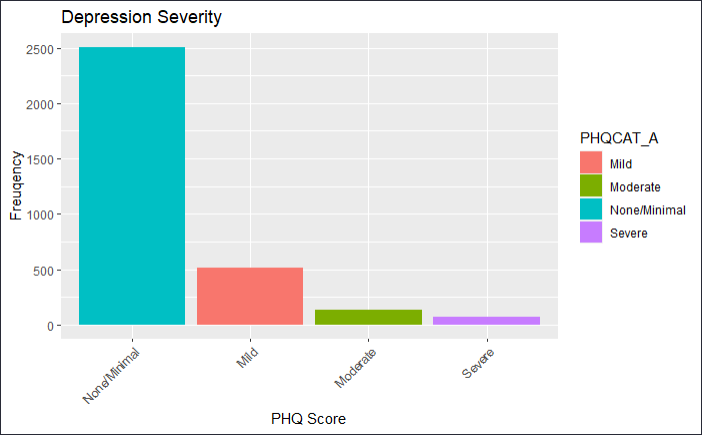 Depression Severity
2500
2000
1500
1000
500
0
Freuqency
None/Minimal
Mild
Moderate
Severe
PHQ Score
PHQCAT_A
Mild
Moderate
None/Minimal
Severe